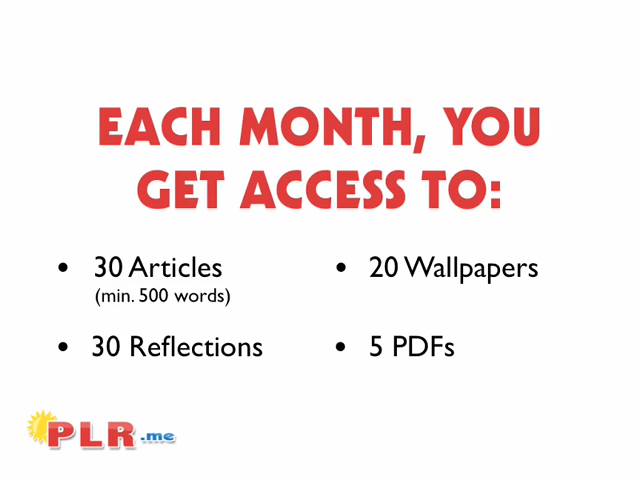 EACH MONTH, YOU
GET ACCESS TO:
• 30 Articles
(min. 500 words)
• 30 Reflections
• 20 Wallpapers
• 5 PDFs
PLR.me